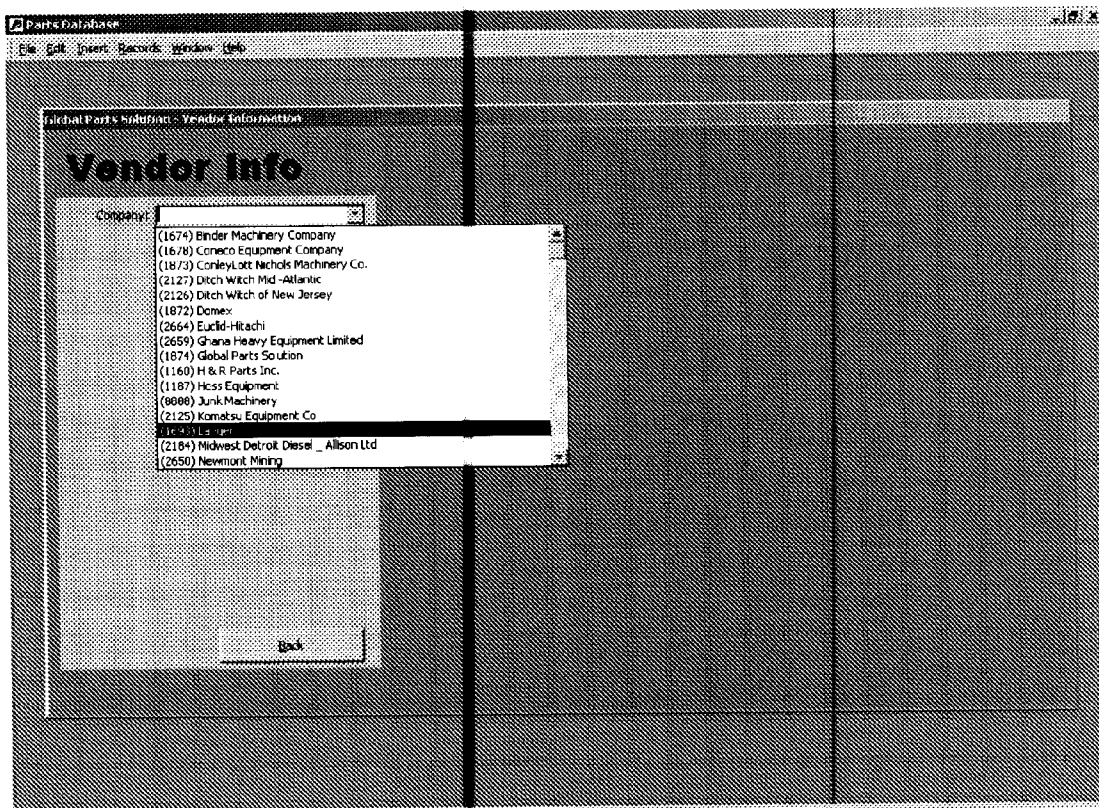 Parts Database
File Edit Insert Records Window Help
Global Parts Solution - Vendor Information
Vendor Info
Company:
(1674) Binder Machinery Company
(1678) Coneco Equipment Company
(1873) ConleyLott Nichols Machinery Co.
(2127) Ditch Witch Mid-Atlantic
(2126) Ditch Witch of New Jersey
(1872) Domex
(2664) Euclid-Hitachi
(2659) Ghana Heavy Equipment Limited
(1874) Global Parts Solution
(1160) H & R Parts Inc.
(1187) Hoss Equipment
(8888) Junk Machinery
(2125) Komatsu Equipment Co
(2184) Midwest Detroit Diesel _ Allison Ltd
(2650) Newmont Mining
Back